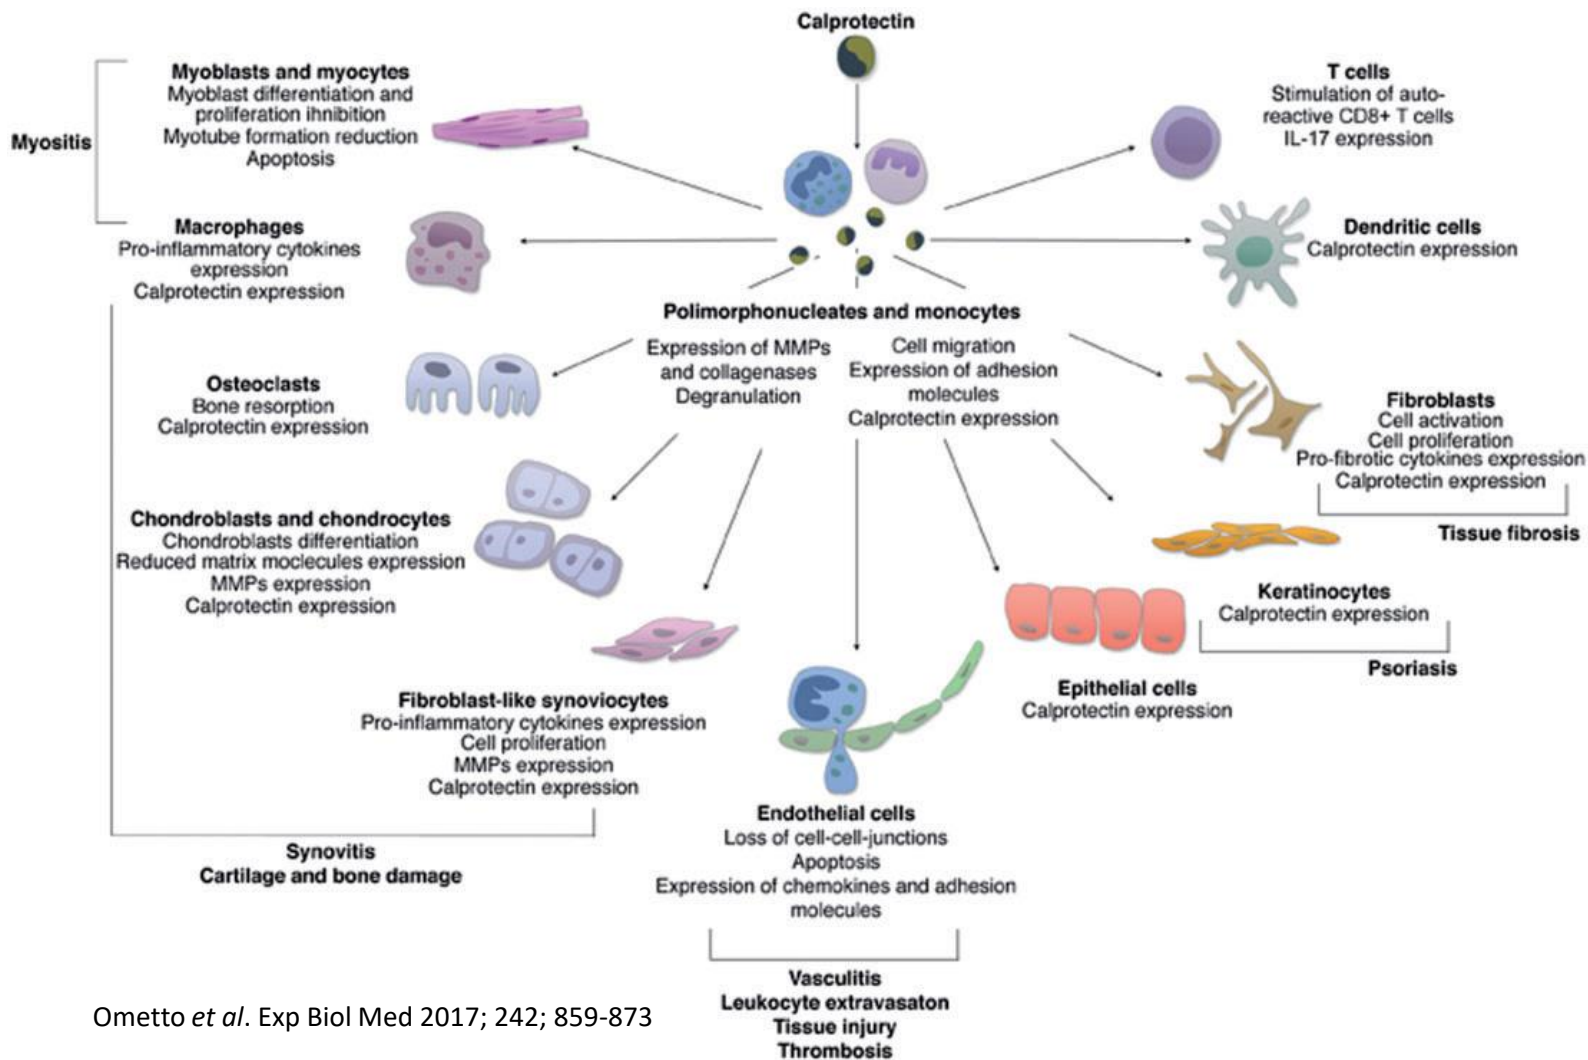 Calprotectin
Myositis
Myoblasts and myocytes
Myoblast differentiation and
proliferation ihnibition
Myotube formation reduction
Apoptosis
T cells
Stimulation of auto-
reactive CD8+ T cells
IL-17 expression
Macrophages
Pro-inflammatory cytokines
expression
Calprotectin expression
Dendritic cells
Calprotectin expression
Polimorphonucleates and monocytes
Expression of MMPs
and collagenases
Degranulation
Cell migration
Expression of adhesion
molecules
Calprotectin expression
Osteoclasts
Bone resorption
Calprotectin expression
Fibroblasts
Cell activation
Cell proliferation
Pro-fibrotic cytokines expression
Calprotectin expression
Tissue fibrosis
Chondroblasts and chondrocytes
Chondroblasts differentiation
Reduced matrix moclecules expression
MMPs expression
Calprotectin expression
Keratinocytes
Calprotectin expression
Psoriasis
Epithelial cells
Calprotectin expression
Fibroblast-like synoviocytes
Pro-inflammatory cytokines expression
Cell proliferation
MMPs expression
Calprotectin expression
Synovitis
Cartilage and bone damage
Endothelial cells
Loss of cell-cell-junctions
Apoptosis
Expression of chemokines and adhesion
molecules
Vasculitis
Leukocyte extravasaton
Tissue injury
Thrombosis
Ometto et al. Exp Biol Med 2017; 242; 859-873